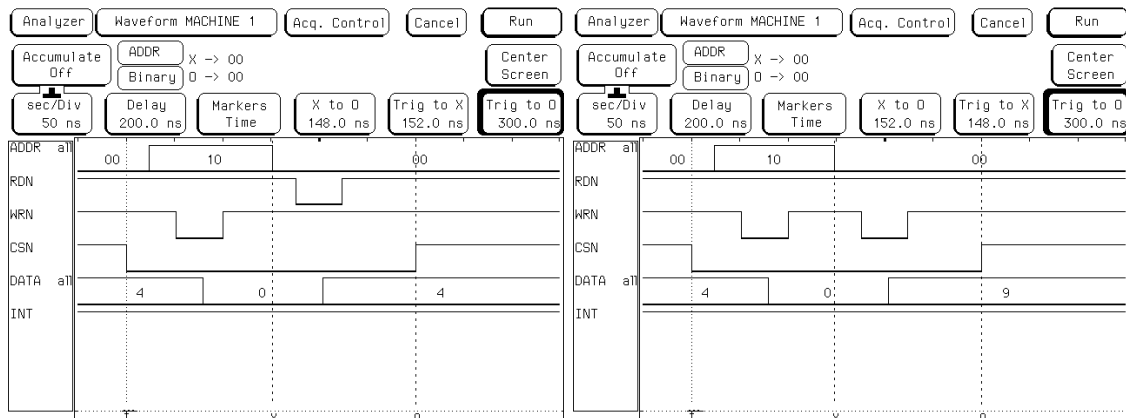 Analyzer Waveform MACHINE 1 Acq. Control Cancel Run
Accumulate Off ADDR Binary X -> 00 Center Screen
O -> 00
sec/Div Delay Markers X to O Trig to X Trig to O
50 ns 200.0 ns Time 148.0 ns 152.0 ns 300.0 ns
ADDR all 00 10 00
RDN
WRN
CSN
DATA all 4 0 4
INT
Analyzer Waveform MACHINE 1 Acq. Control Cancel Run
Accumulate Off ADDR Binary X -> 00 Center Screen
O -> 00
sec/Div Delay Markers X to O Trig to X Trig to O
50 ns 200.0 ns Time 152.0 ns 148.0 ns 300.0 ns
ADDR all 00 10 00
RDN
WRN
CSN
DATA all 4 0 9
INT